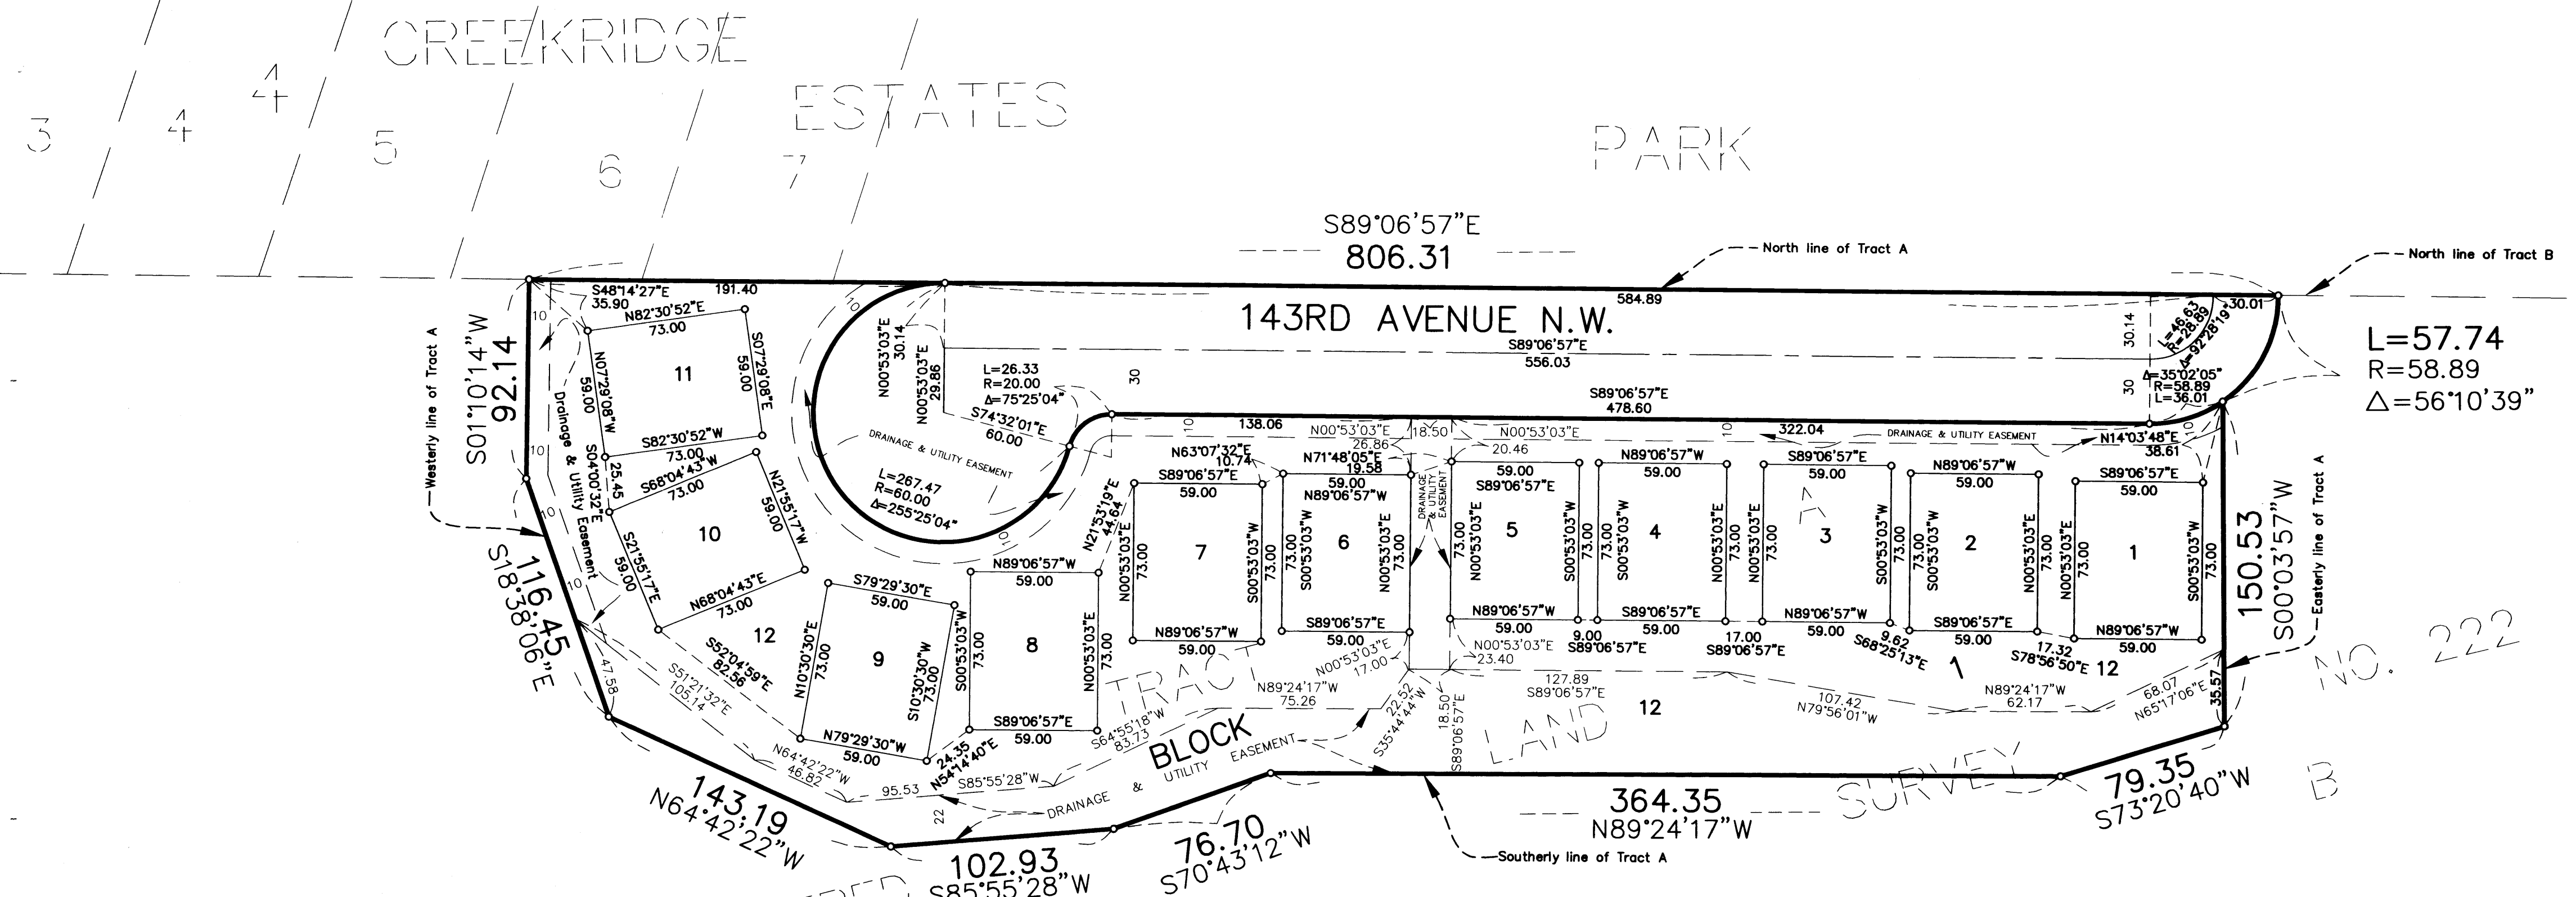 CREEKRIDGE
ESTATES
PARK
3
4
4
5
6
7
S89°06'57"E
806.31
North line of Tract A
North line of Tract B
191.40
584.89
30.01
143RD AVENUE N.W.
S89°06'57"E
556.03
S89°06'57"E
478.60
138.06
322.04
30.14
30
30
L=46.63
R=28.89
Δ=92°28'19"
Δ=35°02'05"
R=58.89
L=36.01
L=57.74
R=58.89
Δ=56°10'39"
N14°03'48"E
38.61
DRAINAGE & UTILITY EASEMENT
N00°53'03"E
30.14
N00°53'03"E
29.86
L=26.33
R=20.00
Δ=75°25'04"
S74°32'01"E
60.00
DRAINAGE & UTILITY EASEMENT
L=267.47
R=60.00
Δ=255°25'04"
Westerly line of Tract A
S01°10'14"W
92.14
S18°38'06"E
116.45
47.58
10
10
10
10
10
10
10
10
10
Drainage & Utility Easement
S48°14'27"E
35.90
N82°30'52"E
73.00
N07°29'08"W
59.00
11
S07°29'08"E
59.00
S82°30'52"W
73.00
S04°00'32"E
25.45
S68°04'43"W
73.00
S21°55'17"E
59.00
10
N21°55'17"W
59.00
N68°04'43"E
73.00
S52°04'59"E
82.56
12
S79°29'30"E
59.00
N10°30'30"E
73.00
9
S10°30'30"W
73.00
N79°29'30"W
59.00
24.35
N54°14'40"E
N89°06'57"W
59.00
S00°53'03"W
73.00
8
N00°53'03"E
73.00
S89°06'57"E
59.00
N21°53'19"E
44.64
S89°06'57"E
59.00
N00°53'03"E
73.00
7
73.00
N89°06'57"W
59.00
N63°07'32"E
10.74
N71°48'05"E
19.58
59.00
N89°06'57"W
S00°53'03"W
73.00
6
N00°53'03"E
73.00
S89°06'57"E
59.00
N00°53'03"E
26.86
18.50
N00°53'03"E
20.46
DRAINAGE
& UTILITY
EASEMENT
59.00
S89°06'57"E
73.00
N00°53'03"E
5
S00°53'03"W
73.00
N89°06'57"W
59.00
9.00
S89°06'57"E
N89°06'57"W
59.00
73.00
S00°53'03"W
4
N00°53'03"E
73.00
S89°06'57"E
59.00
17.00
S89°06'57"E
S89°06'57"E
59.00
N00°53'03"E
73.00
3
A
S00°53'03"W
73.00
N89°06'57"W
59.00
9.62
S68°25'13"E
N89°06'57"W
59.00
73.00
S00°53'03"W
2
N00°53'03"E
73.00
S89°06'57"E
59.00
17.32
S78°56'50"E
S89°06'57"E
59.00
N00°53'03"E
73.00
1
S00°53'03"W
73.00
N89°06'57"W
59.00
12
1
150.53
S00°03'57"W
35.57
Easterly line of Tract A
N00°53'03"E
17.00
N00°53'03"E
23.40
N89°24'17"W
75.26
S35°44'44"W
22.52
18.50
S89°06'57"E
127.89
S89°06'57"E
107.42
N79°56'01"W
N89°24'17"W
62.17
68.07
N65°17'06"E
S64°55'18"W
83.73
S51°21'32"E
105.14
N64°42'22"W
46.82
95.53
S85°55'28"W
22
12
TRACT
LAND
SURVEY
NO. 222
B
BLOCK
DRAINAGE & UTILITY EASEMENT
143.19
N64°42'22"W
102.93
S85°55'28"W
76.70
S70°43'12"W
364.35
N89°24'17"W
Southerly line of Tract A
79.35
S73°20'40"W